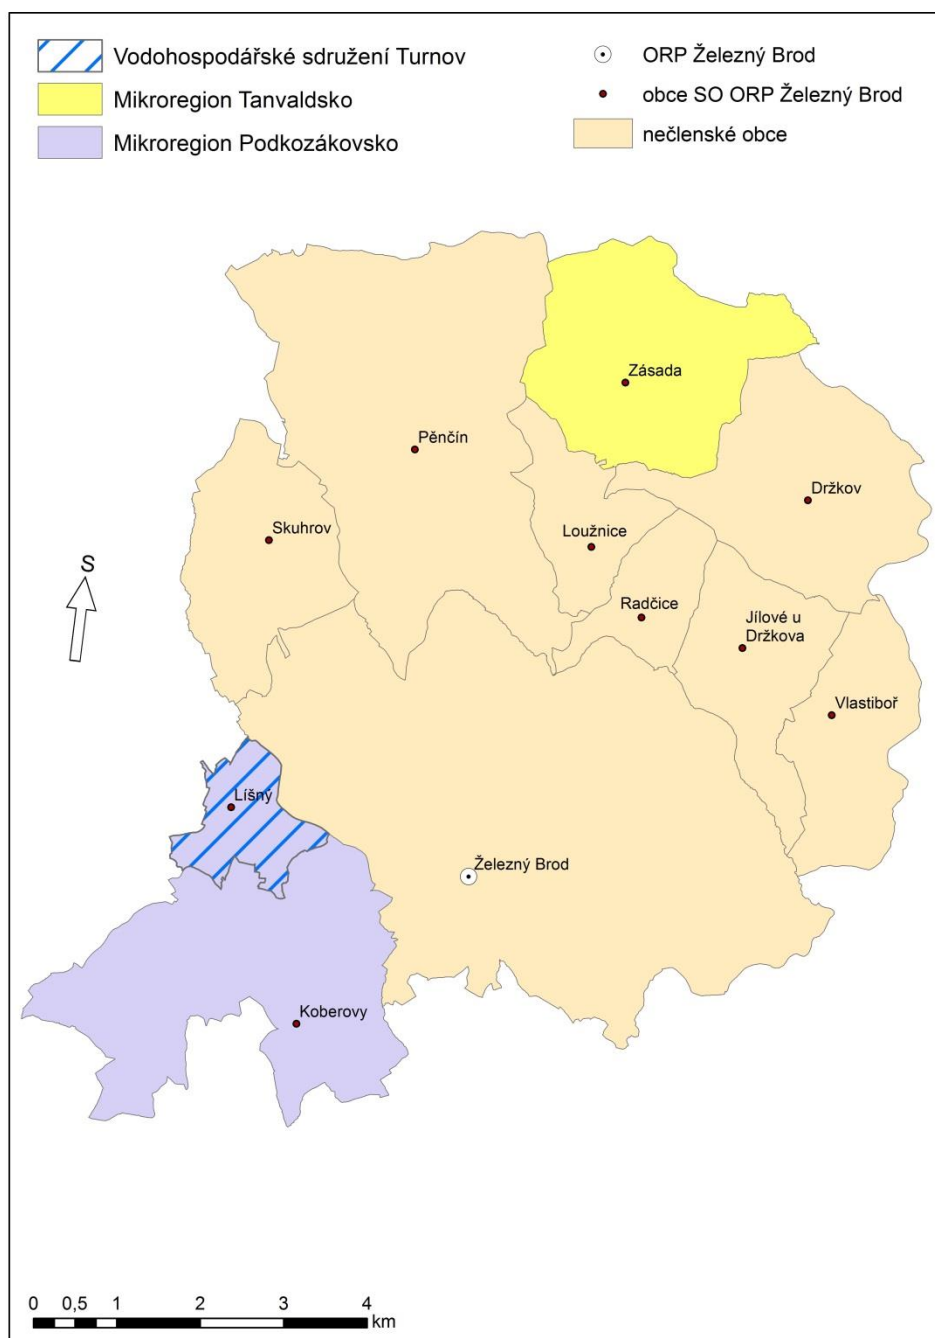 Vodohospodářské sdružení Turnov
Mikroregion Tanvaldsko
Mikroregion Podkozákovsko
ORP Železný Brod
obce SO ORP Železný Brod
nečlenské obce
Zásada
Pěnčín
Držkov
Skuhrov
Loužnice
S
Radčice
Jílové u
Držkova
Vlastiboř
Líšný
Železný Brod
Koberovy
0 0,5 1 2 3 4
km